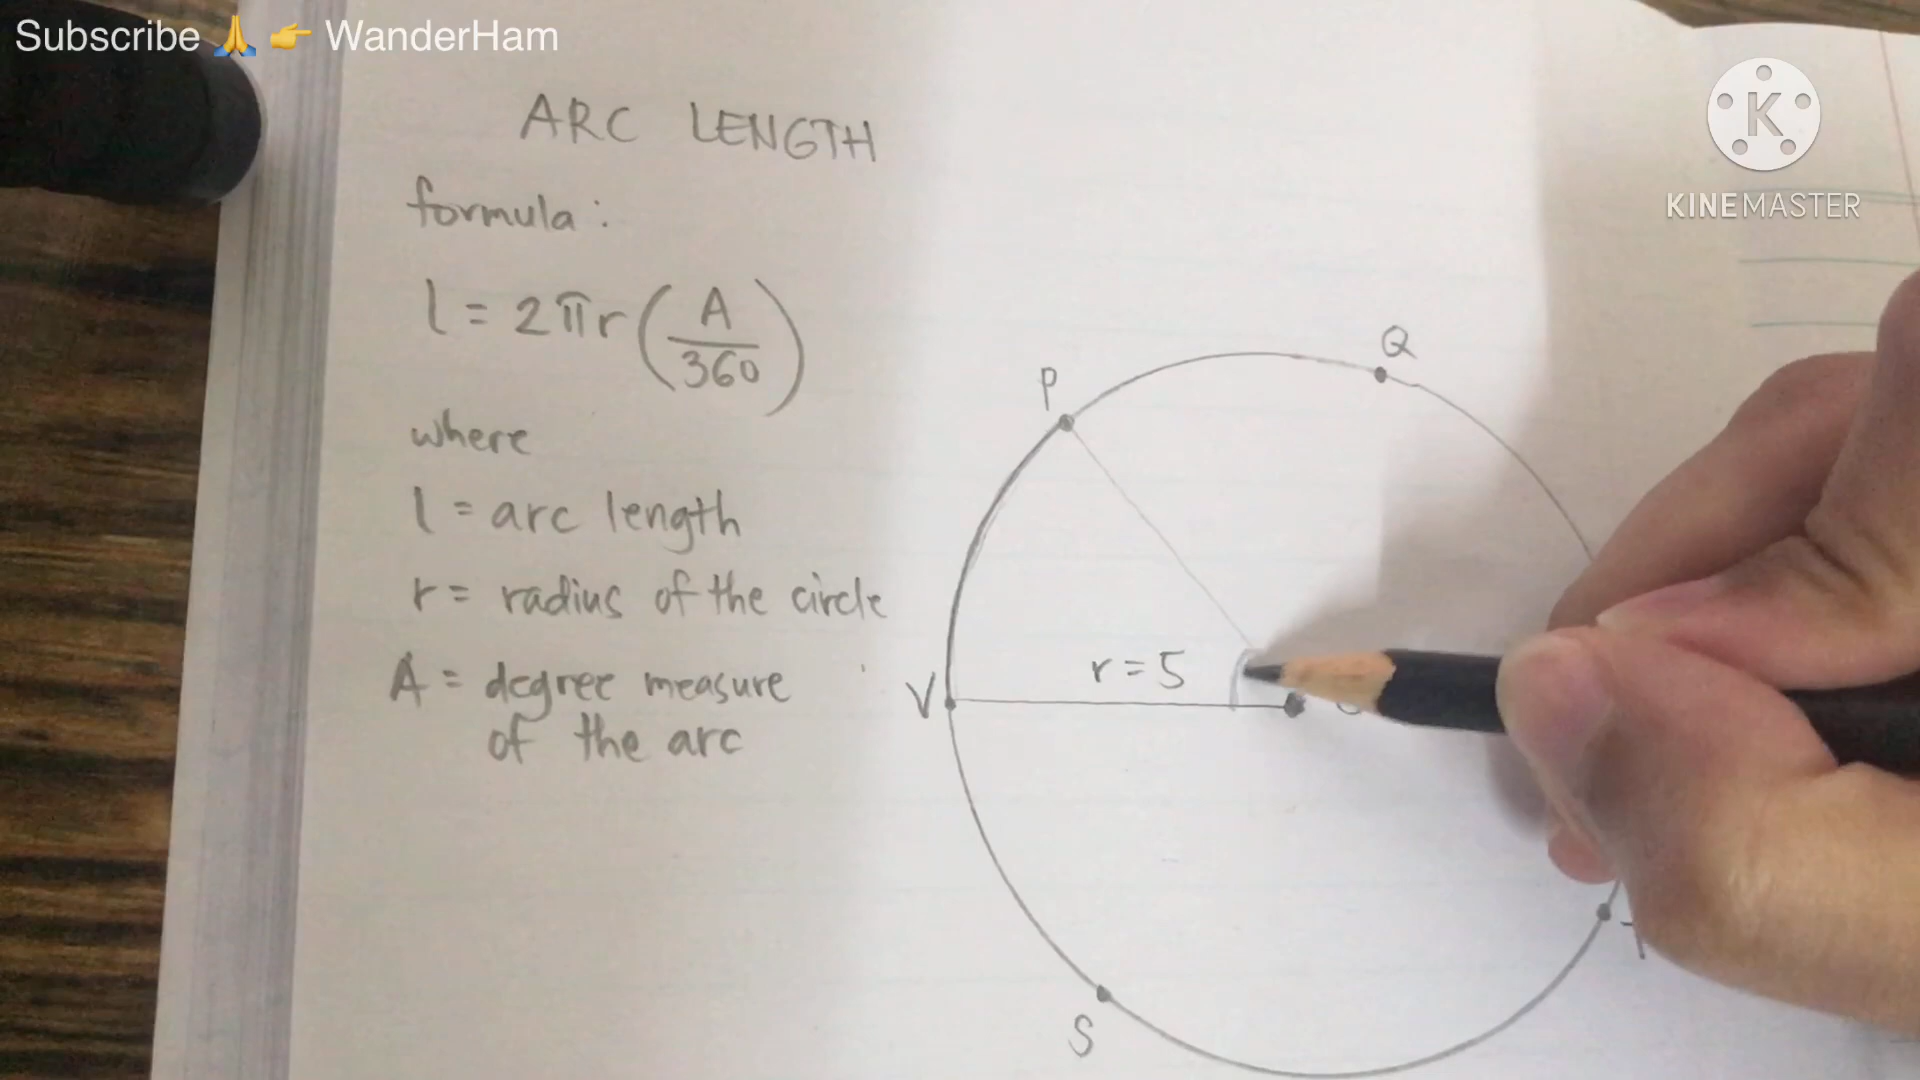 Subscribe 🙏 👉 WanderHam
KINEMASTER
ARC LENGTH
formula:
l = 2πr (A/360)
where
l = arc length
r = radius of the circle
A = degree measure
of the arc
P
Q
r = 5
V
S